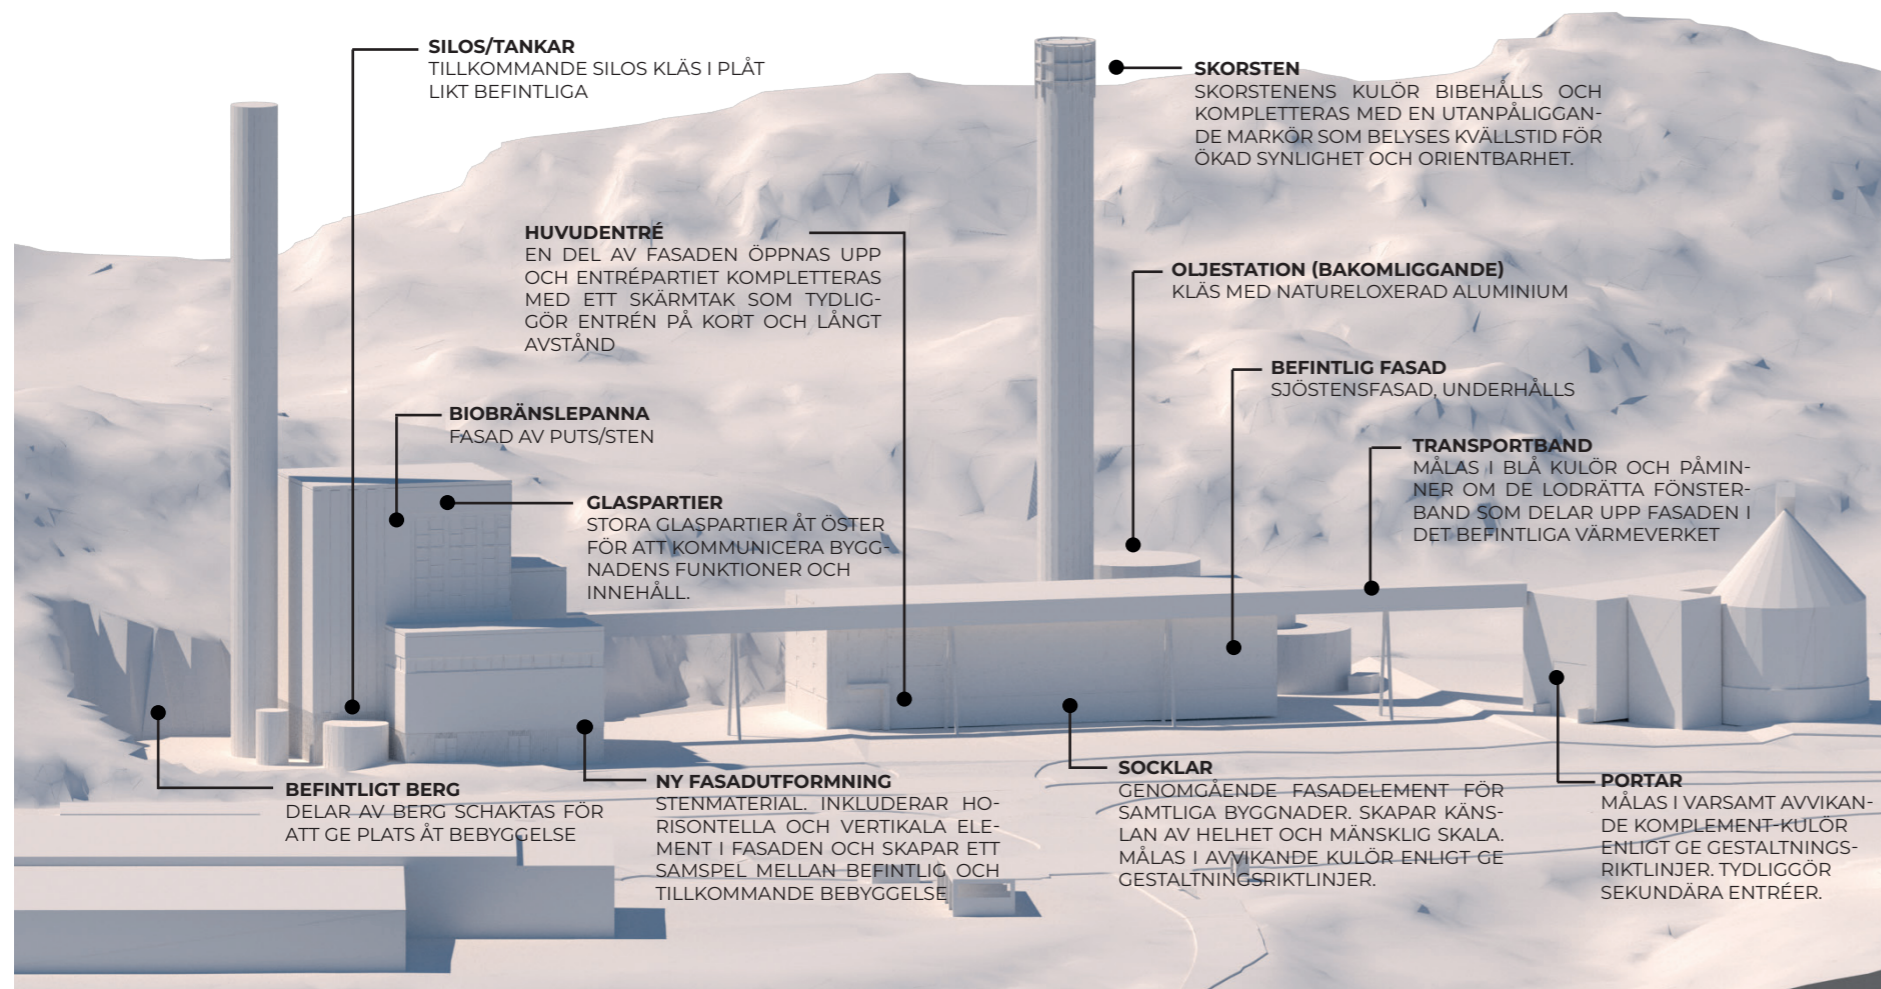 SILOS/TANKAR
TILLKOMMANDE SILOS KLÄS I PLÅT
LIKT BEFINTLIGA
SKORSTEN
SKORSTENENS KULÖR BIBEHÅLLS OCH
KOMPLETTERAS MED EN UTANPÅLIGGAN-
DE MARKÖR SOM BELYSES KVÄLLSTID FÖR
ÖKAD SYNLIGHET OCH ORIENTBARHET.
HUVUDENTRÉ
EN DEL AV FASADEN ÖPPNAS UPP
OCH ENTRÉPARTIET KOMPLETTERAS
MED ETT SKÄRMTAK SOM TYDLIG-
GÖR ENTRÉN PÅ KORT OCH LÅNGT
AVSTÅND
OLJESTATION (BAKOMLIGGANDE)
KLÄS MED NATURELOXERAD ALUMINIUM
BEFINTLIG FASAD
SJÖSTENSFASAD, UNDERHÅLLS
BIOBRÄNSLEPANNA
FASAD AV PUTS/STEN
TRANSPORTBAND
MÅLAS I BLÅ KULÖR OCH PÅMIN-
NER OM DE LODRÄTTA FÖNSTER-
BAND SOM DELAR UPP FASADEN I
DET BEFINTLIGA VÄRMEVERKET
GLASPARTIER
STORA GLASPARTIER ÅT ÖSTER
FÖR ATT KOMMUNICERA BYGG-
NADENS FUNKTIONER OCH
INNEHÅLL.
BEFINTLIGT BERG
DELAR AV BERG SCHAKTAS FÖR
ATT GE PLATS ÅT BEBYGGELSE
NY FASADUTFORMNING
STENMATERIAL. INKLUDERAR HO-
RISONTELLA OCH VERTIKALA ELE-
MENT I FASADEN OCH SKAPAR ETT
SAMSPEL MELLAN BEFINTLIG OCH
TILLKOMMANDE BEBYGGELSE
SOCKLAR
GENOMGÅENDE FASADELEMENT FÖR
SAMTLIGA BYGGNADER. SKAPAR KÄNS-
LAN AV HELHET OCH MÄNSKLIG SKALA.
MÅLAS I AVVIKANDE KULÖR ENLIGT GE
GESTALTNINGSRIKTLINJER.
PORTAR
MÅLAS I VARSAMT AVVIKAN-
DE KOMPLEMENT-KULÖR
ENLIGT GE GESTALTNINGS-
RIKTLINJER. TYDLIGGÖR
SEKUNDÄRA ENTRÉER.